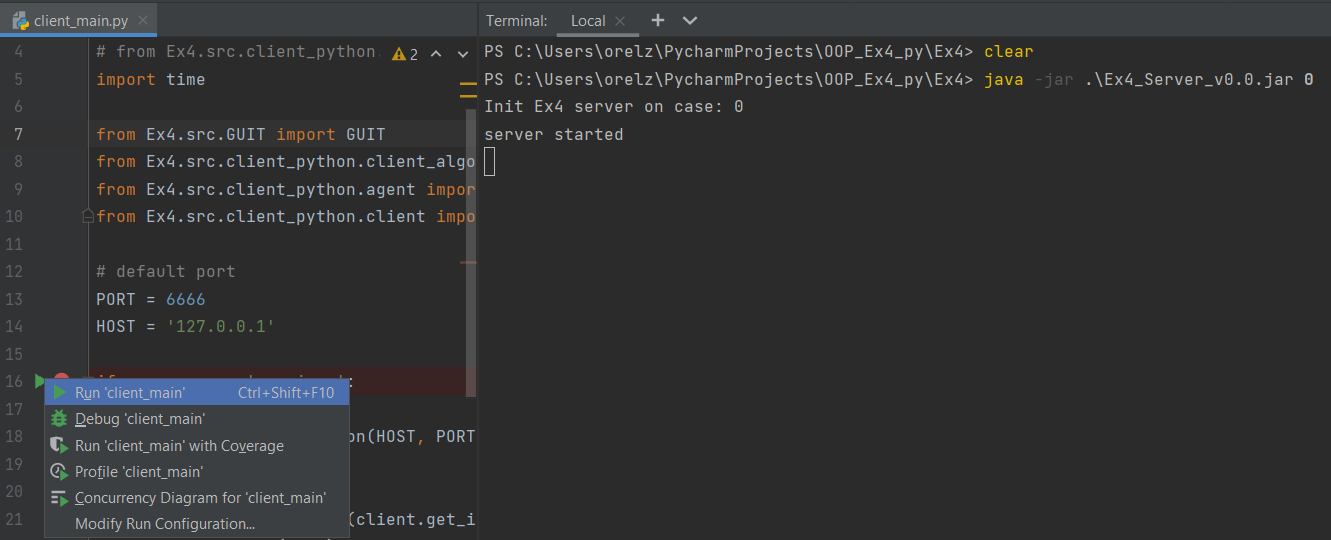 client_main.py
4 # from Ex4.src.client_python. 2
5 import time
6
7 from Ex4.src.GUIT import GUIT
8 from Ex4.src.client_python.client_algo
9 from Ex4.src.client_python.agent impor
10 from Ex4.src.client_python.client impo
11
12 # default port
13 PORT = 6666
14 HOST = '127.0.0.1'
15
16
Run 'client_main' Ctrl+Shift+F10
17
Debug 'client_main'
18 on(HOST, PORT
Run 'client_main' with Coverage
19
Profile 'client_main'
20
Concurrency Diagram for 'client_main'
21 (client.get_i
Modify Run Configuration...
Terminal: Local
PS C:\Users\orelz\PycharmProjects\OOP_Ex4_py\Ex4> clear
PS C:\Users\orelz\PycharmProjects\OOP_Ex4_py\Ex4> java -jar .\Ex4_Server_v0.0.jar 0
Init Ex4 server on case: 0
server started